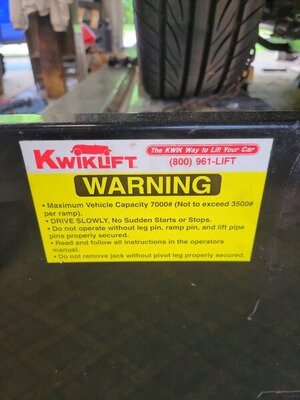 KWIKLIFT
The KWIK Way to Lift Your Car
(800) 961-LIFT
WARNING
• Maximum Vehicle Capacity 7000# (Not to exceed 3500#
per ramp).
• DRIVE SLOWLY, No Sudden Starts or Stops.
• Do not operate without leg pin, ramp pin, and lift pipe
pins properly secured.
• Read and follow all instructions in the operators
manual.
• Do not remove jack without pivot leg properly secured.